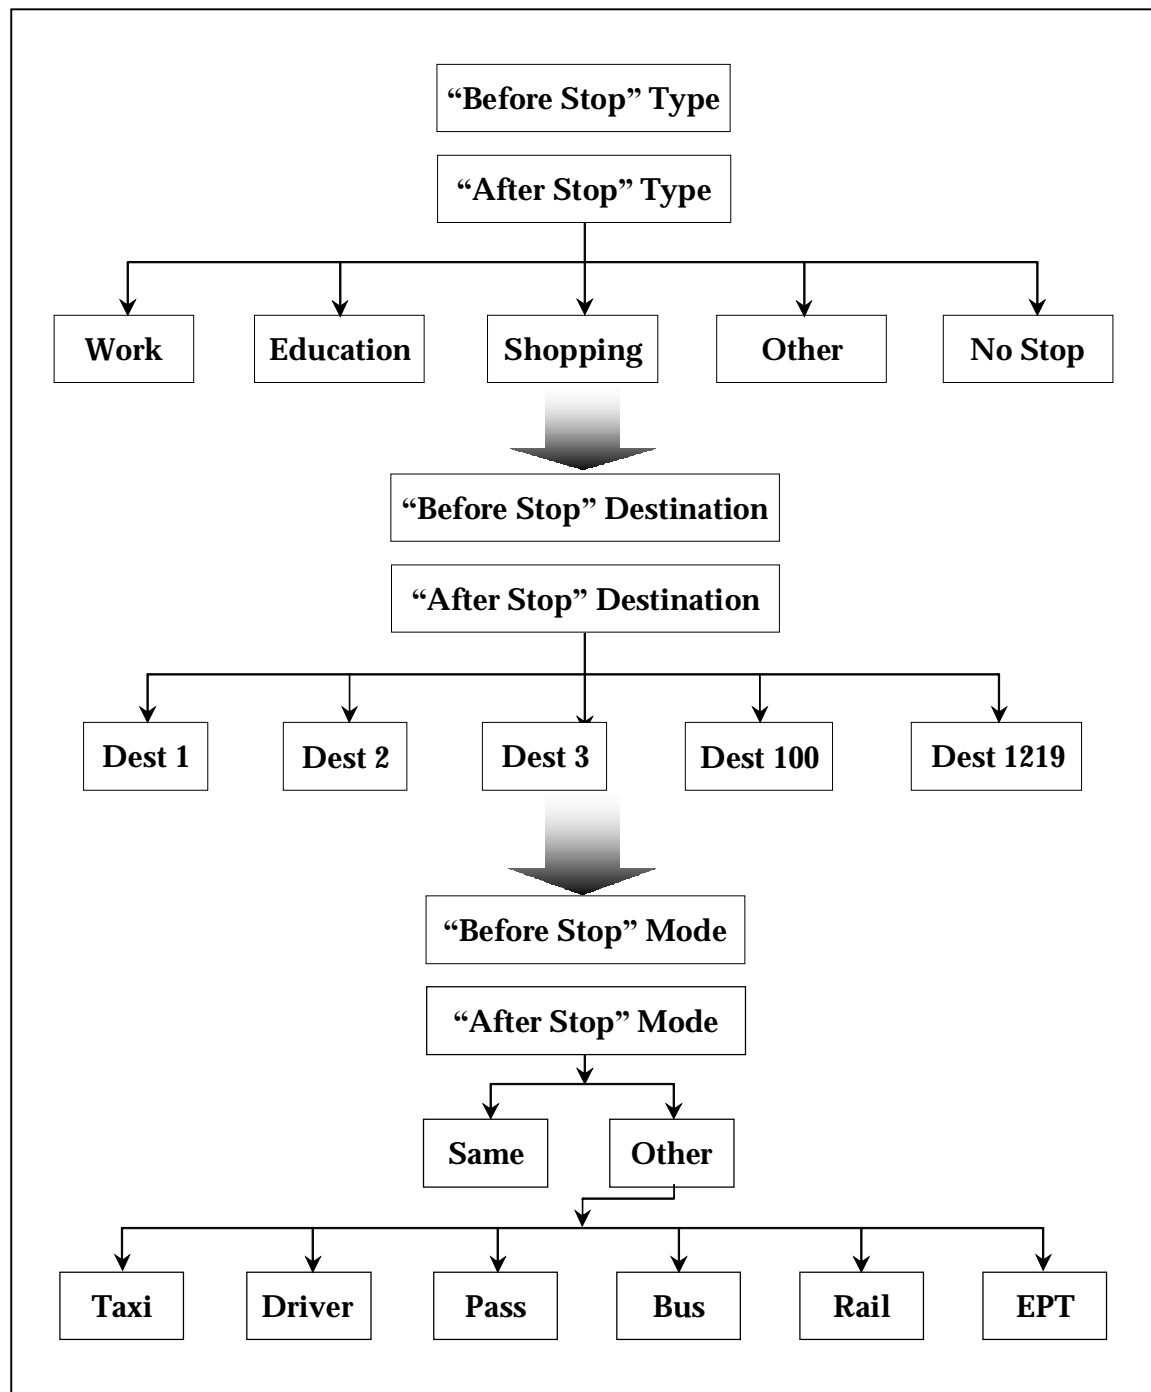 “Before Stop” Type
“After Stop” Type
Work Education Shopping Other No Stop
“Before Stop” Destination
“After Stop” Destination
Dest 1 Dest 2 Dest 3 Dest 100 Dest 1219
“Before Stop” Mode
“After Stop” Mode
Same Other
Taxi Driver Pass Bus Rail EPT